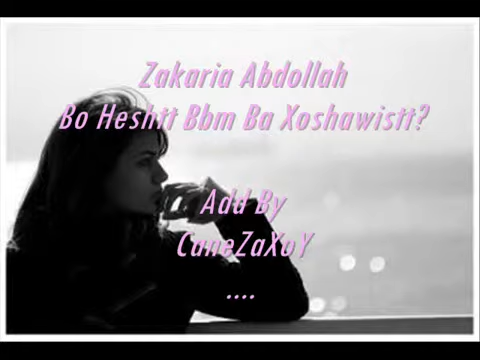 Zakaria Abdollah
Bo Heshtt Bbm Ba Xoshawistt?
Add By
CaneZaXoY
....